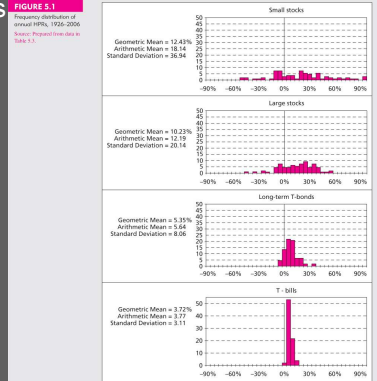 S
FIGURE 5.1
Frequency distribution of
annual HPRs, 1926–2006
Source: Prepared from data in
Table 5.3.
Small stocks
Geometric Mean = 12.43%
Arithmetic Mean = 18.14
Standard Deviation = 36.94
50
45
40
35
30
25
20
15
10
5
0
-90% -60% -30% 0% 30% 60% 90%
Large stocks
Geometric Mean = 10.23%
Arithmetic Mean = 12.19
Standard Deviation = 20.14
50
45
40
35
30
25
20
15
10
5
0
-90% -60% -30% 0% 30% 60% 90%
Long-term T-bonds
Geometric Mean = 5.35%
Arithmetic Mean = 5.64
Standard Deviation = 8.06
50
45
40
35
30
25
20
15
10
5
0
-90% -60% -30% 0% 30% 60% 90%
T - bills
Geometric Mean = 3.72%
Arithmetic Mean = 3.77
Standard Deviation = 3.11
50
40
30
20
10
0
-90% -60% -30% 0% 30% 60% 90%